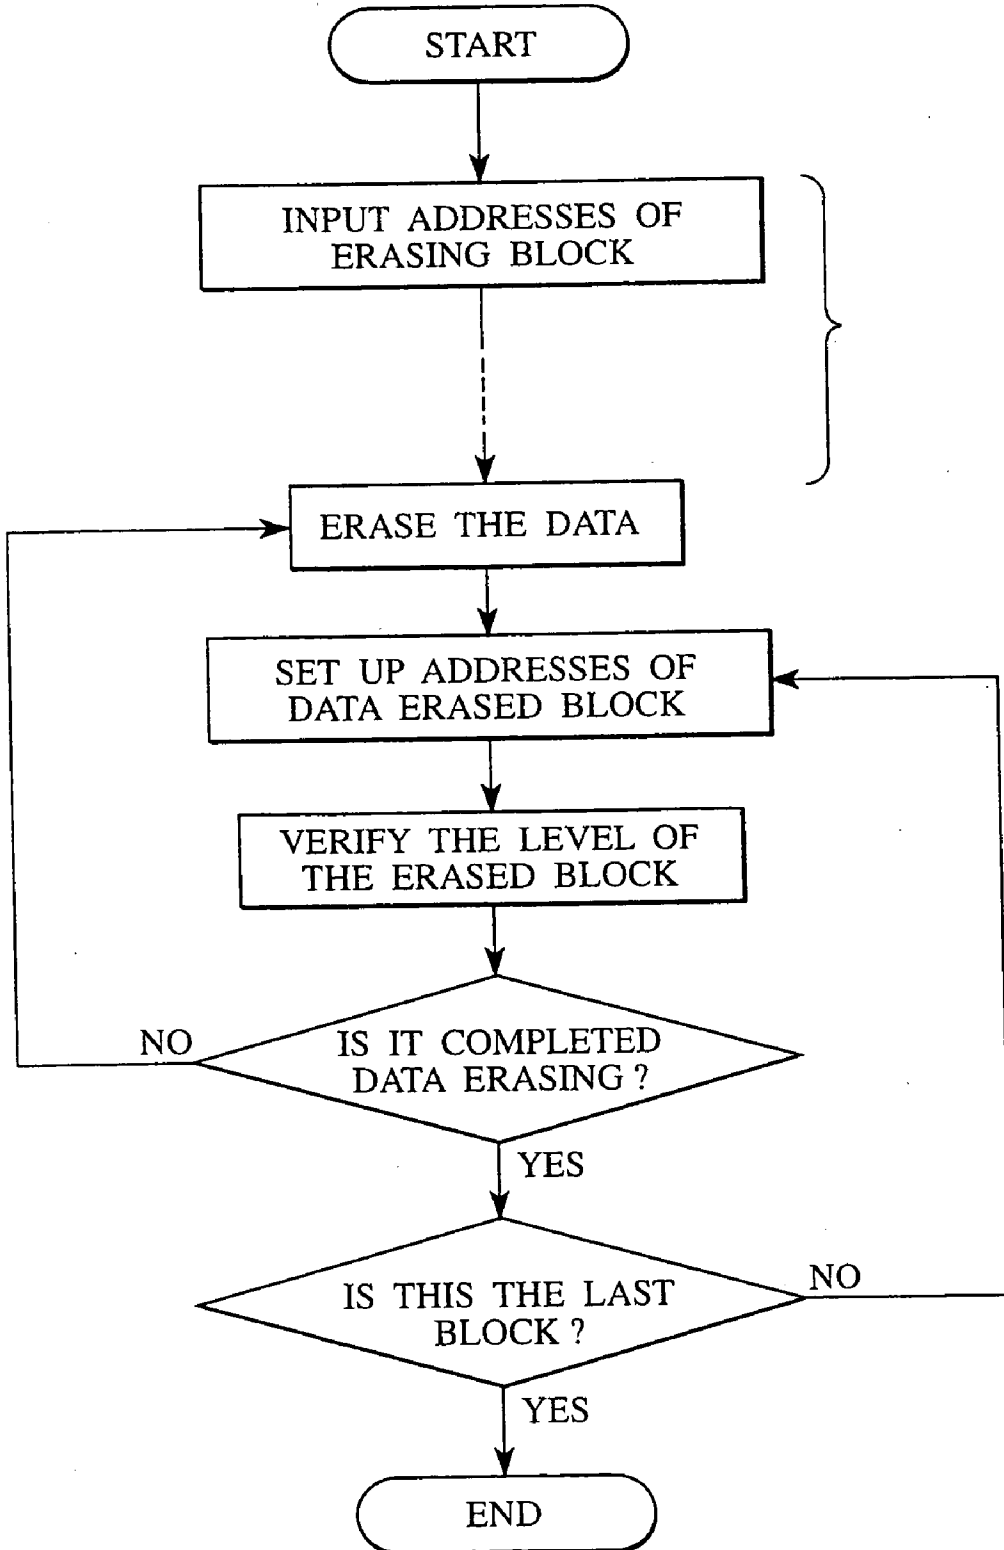 START
INPUT ADDRESSES OF
ERASING BLOCK
ERASE THE DATA
SET UP ADDRESSES OF
DATA ERASED BLOCK
VERIFY THE LEVEL OF
THE ERASED BLOCK
NO
IS IT COMPLETED
DATA ERASING ?
YES
IS THIS THE LAST
BLOCK ?
NO
YES
END